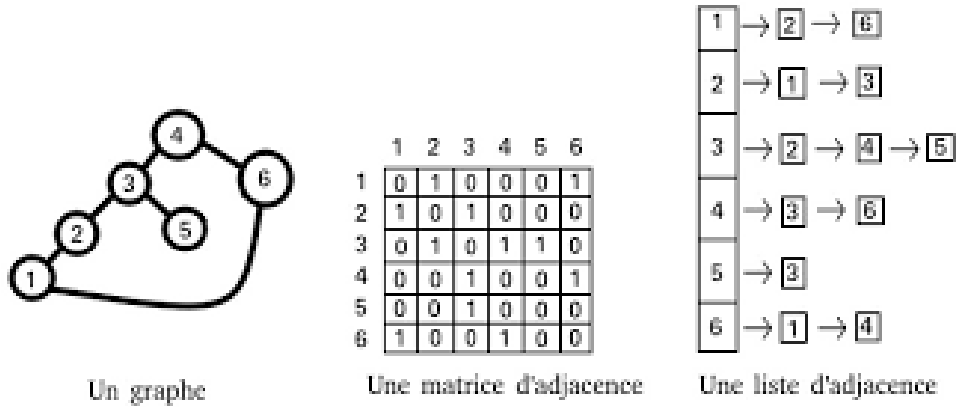 4
3
6
2
5
1
Un graphe
1 2 3 4 5 6
1 0 1 0 0 0 1
2 1 0 1 0 0 0
3 0 1 0 1 1 0
4 0 0 1 0 0 1
5 0 0 1 0 0 0
6 1 0 0 1 0 0
Une matrice d'adjacence
1 → 2 → 6
2 → 1 → 3
3 → 2 → 4 → 5
4 → 3 → 6
5 → 3
6 → 1 → 4
Une liste d'adjacence